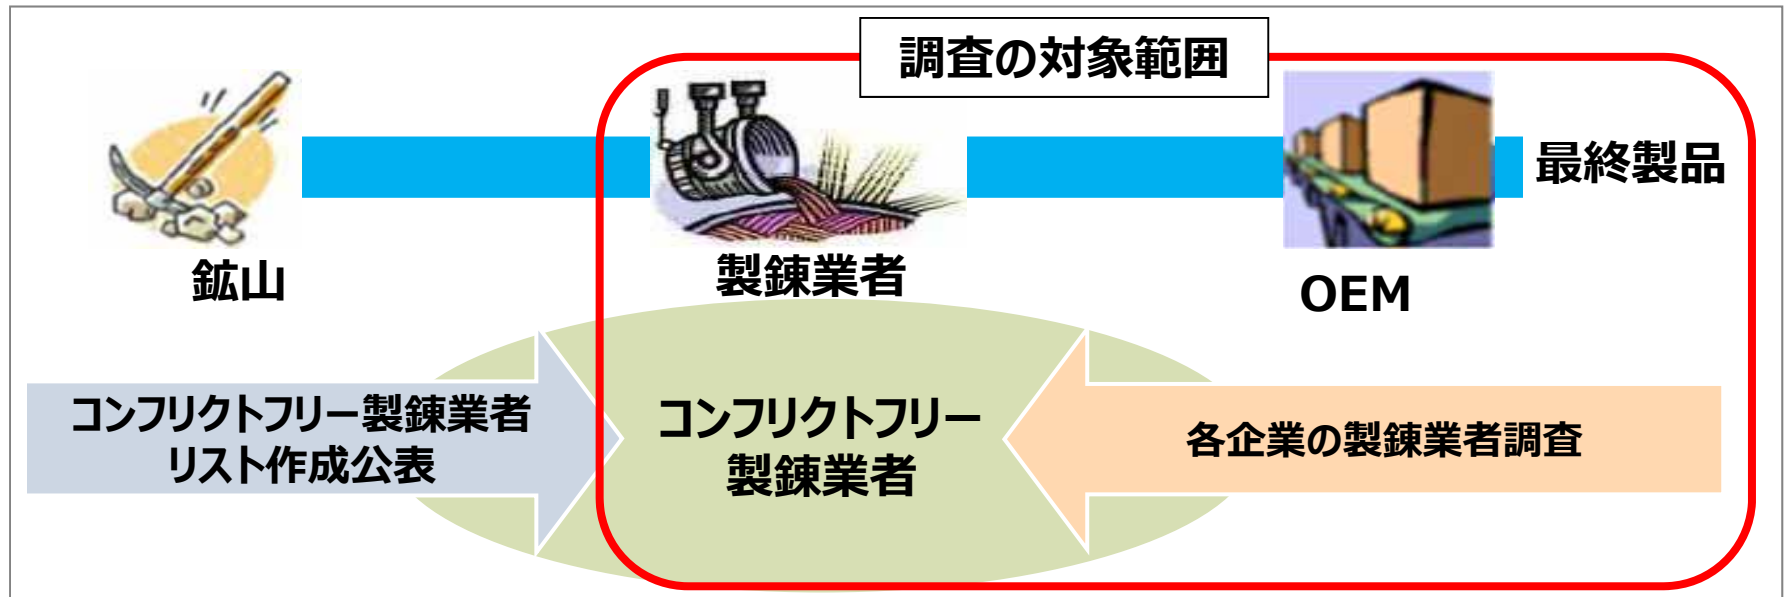 調査の対象範囲
最終製品
鉱山
製錬業者
OEM
コンフリクトフリー製錬業者
リスト作成公表
コンフリクトフリー
製錬業者
各企業の製錬業者調査